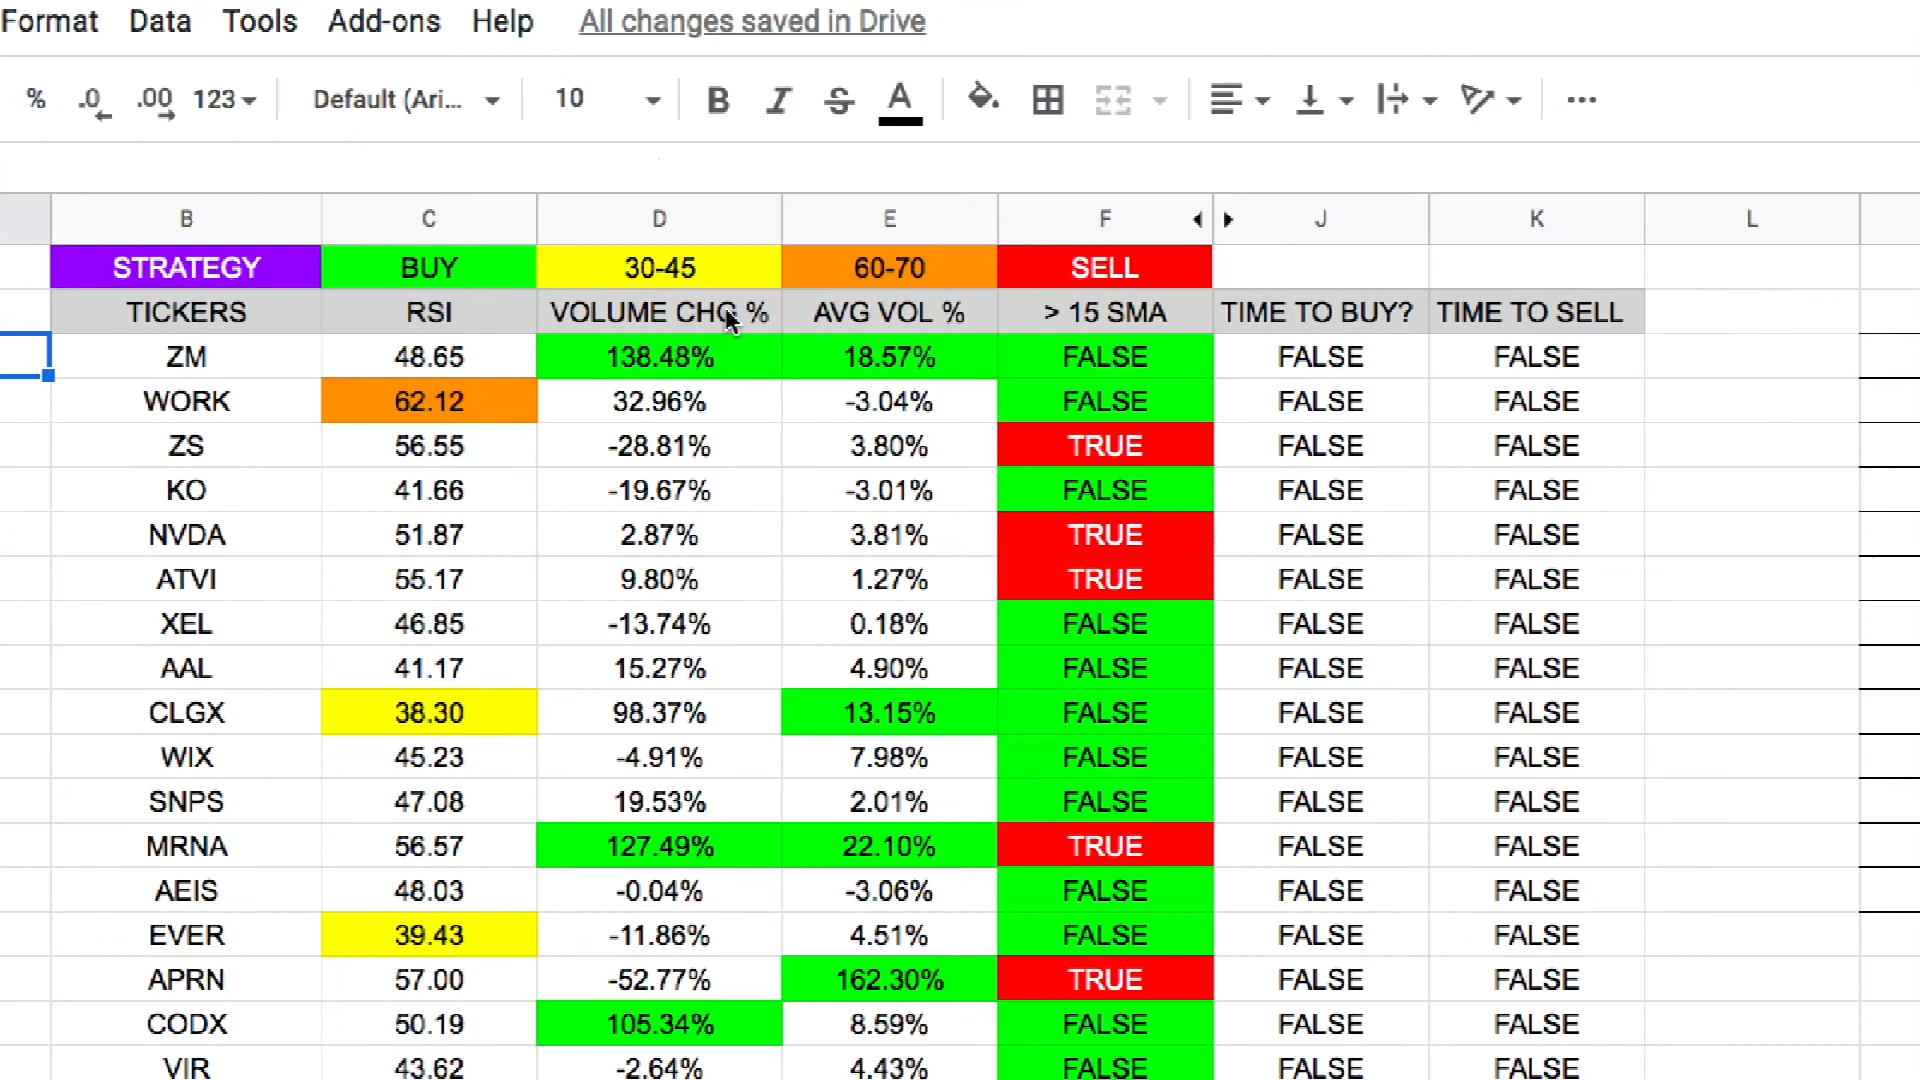 Format Data Tools Add-ons Help All changes saved in Drive
% .0 .00 123 Default (Ari... 10 B I S A ...
B C D E F J K L
STRATEGY BUY 30-45 60-70 SELL
TICKERS RSI VOLUME CHG % AVG VOL % > 15 SMA TIME TO BUY? TIME TO SELL
ZM 48.65 138.48% 18.57% FALSE FALSE FALSE
WORK 62.12 32.96% -3.04% FALSE FALSE FALSE
ZS 56.55 -28.81% 3.80% TRUE FALSE FALSE
KO 41.66 -19.67% -3.01% FALSE FALSE FALSE
NVDA 51.87 2.87% 3.81% TRUE FALSE FALSE
ATVI 55.17 9.80% 1.27% TRUE FALSE FALSE
XEL 46.85 -13.74% 0.18% FALSE FALSE FALSE
AAL 41.17 15.27% 4.90% FALSE FALSE FALSE
CLGX 38.30 98.37% 13.15% FALSE FALSE FALSE
WIX 45.23 -4.91% 7.98% FALSE FALSE FALSE
SNPS 47.08 19.53% 2.01% FALSE FALSE FALSE
MRNA 56.57 127.49% 22.10% TRUE FALSE FALSE
AEIS 48.03 -0.04% -3.06% FALSE FALSE FALSE
EVER 39.43 -11.86% 4.51% FALSE FALSE FALSE
APRN 57.00 -52.77% 162.30% TRUE FALSE FALSE
CODX 50.19 105.34% 8.59% FALSE FALSE FALSE
VIR 43.62 -2.64% 4.43% FALSE FALSE FALSE